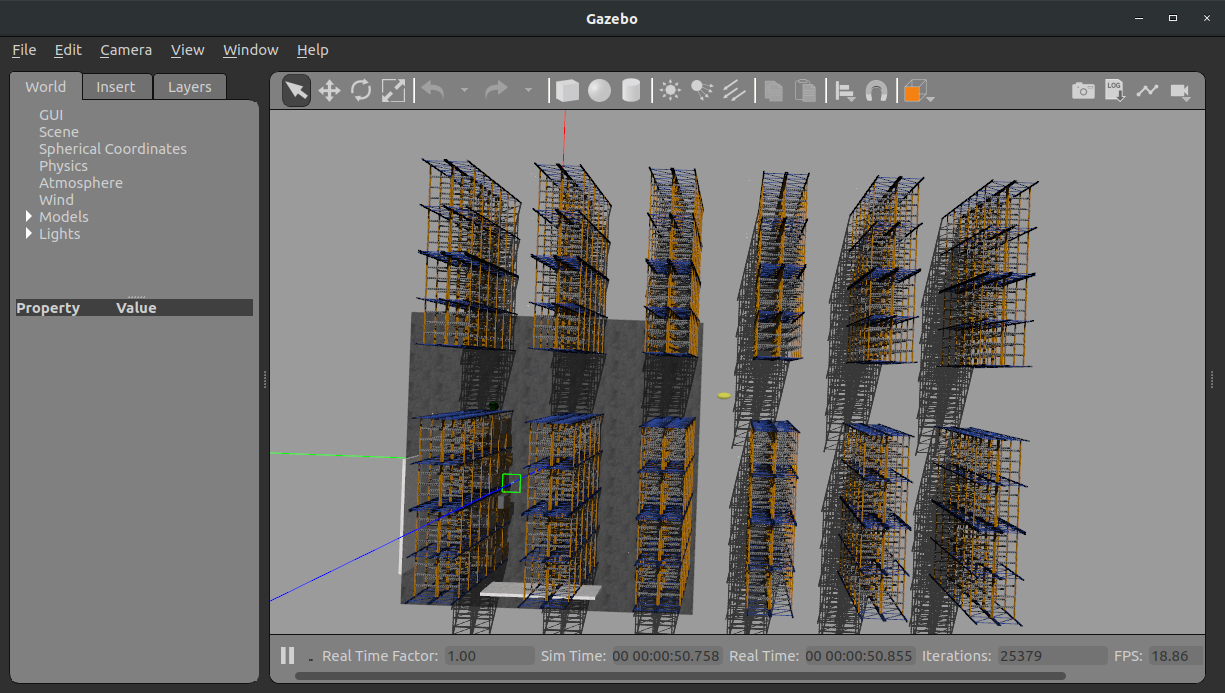 Gazebo
File Edit Camera View Window Help
World Insert Layers
LOG
GUI
Scene
Spherical Coordinates
Physics
Atmosphere
Wind
Models
Lights
Property Value
Real Time Factor: 1.00 Sim Time: 00 00:00:50.758 Real Time: 00 00:00:50.855 Iterations: 25379 FPS: 18.86